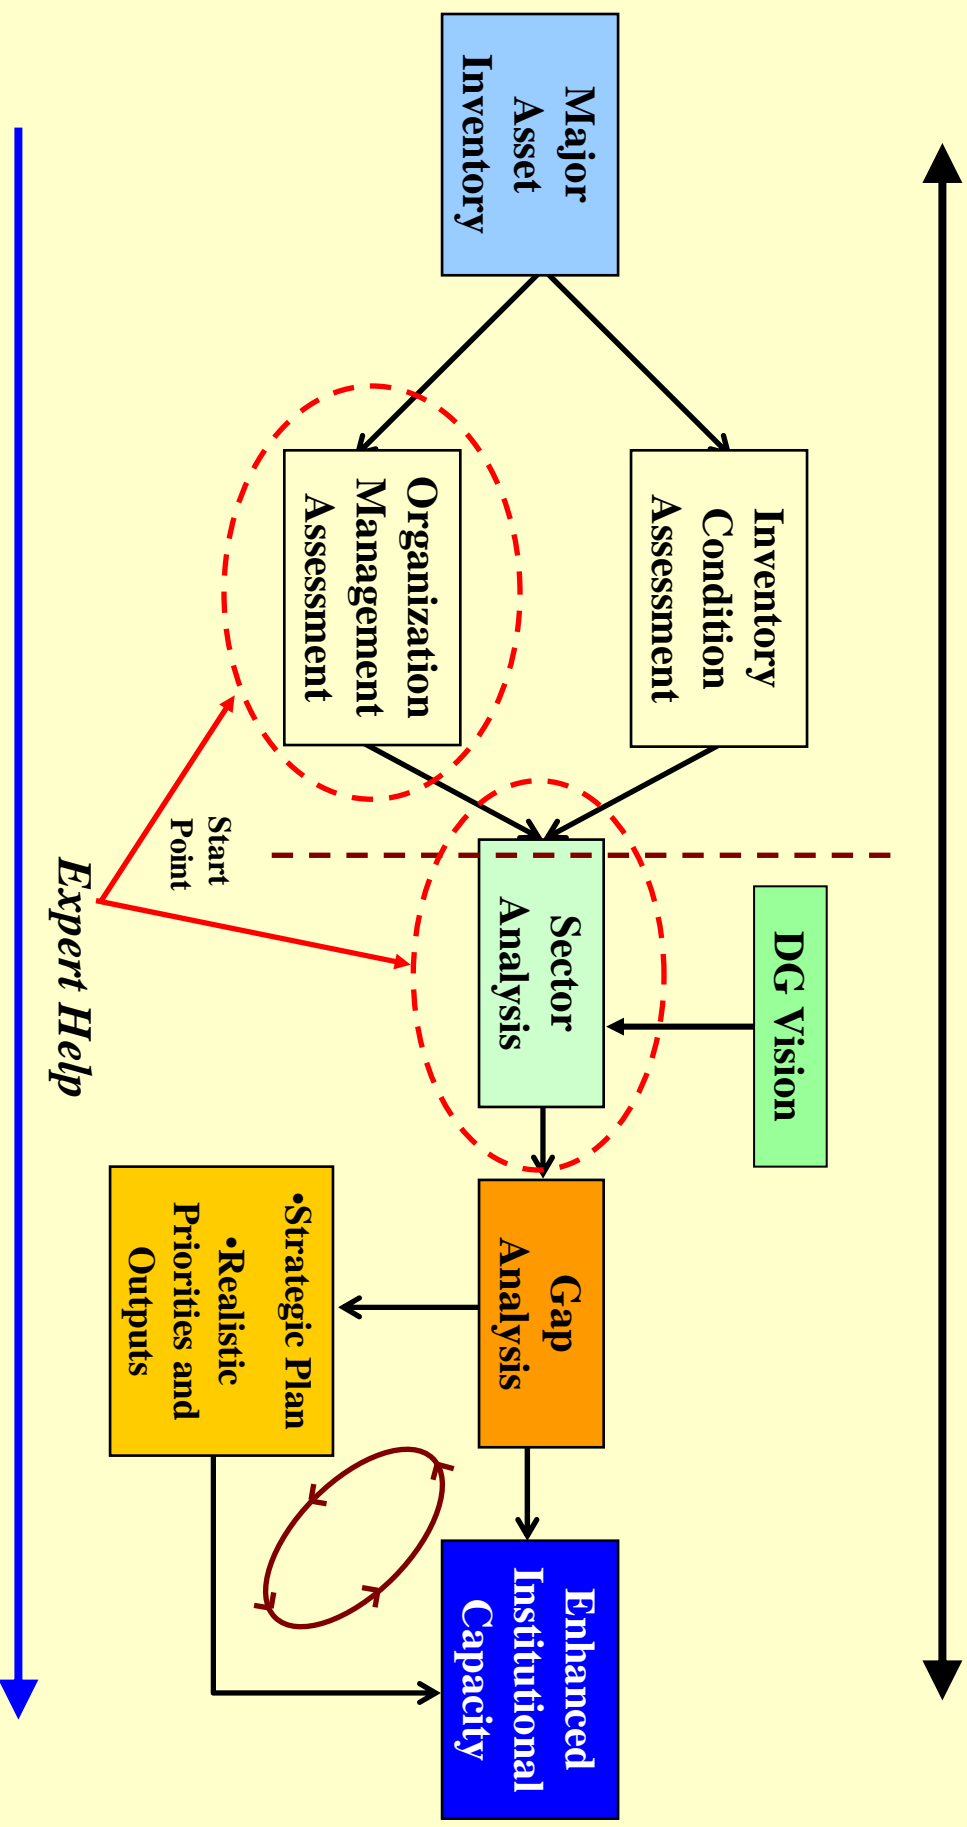 Major
Asset
Inventory
Inventory
Condition
Assessment
Organization
Management
Assessment
DG Vision
Sector
Analysis
Start
Point
Expert Help
Gap
Analysis
•Strategic Plan
•Realistic
Priorities and
Outputs
Enhanced
Institutional
Capacity